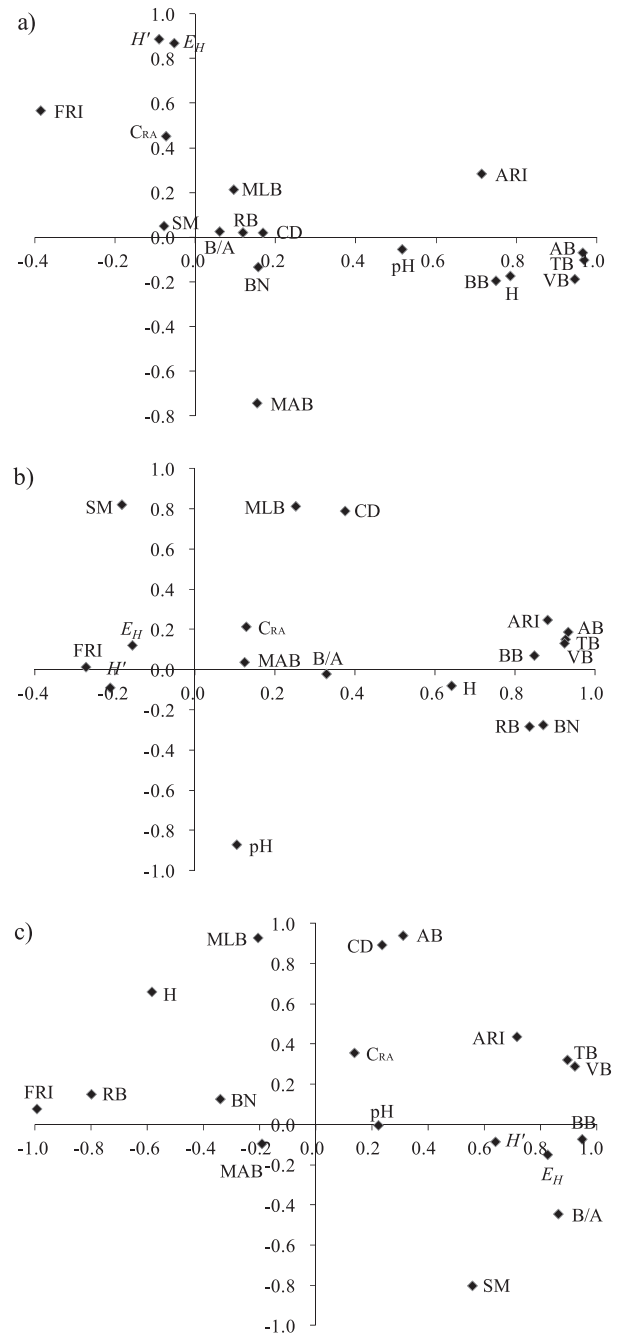 a)
1.0
H' E_H
0.8
FRI 0.6
C_RA 0.4
ARI
0.2 MLB
SM RB CD
0.0
B/A pH AB
-0.4 -0.2 0.0 0.2 0.4 0.6 0.8 1.0
BN BB H TB VB
-0.2
-0.4
-0.6
MAB
-0.8
b)
1.0
SM 0.8 MLB CD
0.6
0.4
E_H C_RA 0.2 ARI AB
FRI MAB B/A BB TB VB
H' 0.0 H
0.0 0.2 0.4 0.6 0.8 1.0
-0.4 -0.2
-0.2 RB BN
-0.4
-0.6
-0.8 pH
-1.0
c)
1.0
MLB CD AB
0.8
H 0.6
0.4 C_RA ARI
TB
VB
FRI RB BN 0.2
pH BB
0.0
-1.0 -0.8 -0.6 -0.4 -0.2 0.0 0.2 0.4 0.6 0.8 1.0
MAB H'
-0.2 E_H
-0.4 B/A
-0.6
-0.8 SM
-1.0